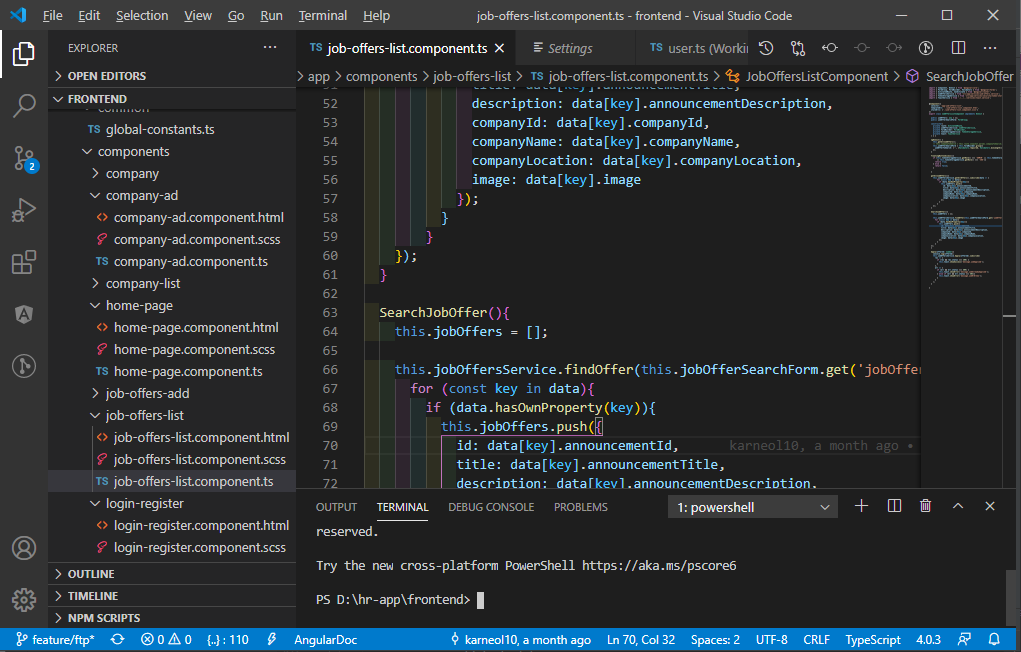 File Edit Selection View Go Run Terminal Help job-offers-list.component.ts - frontend - Visual Studio Code
EXPLORER ···
OPEN EDITORS
FRONTEND
common
TS global-constants.ts
components
company
company-ad
<> company-ad.component.html
company-ad.component.scss
TS company-ad.component.ts
company-list
home-page
<> home-page.component.html
home-page.component.scss
TS home-page.component.ts
job-offers-add
job-offers-list
<> job-offers-list.component.html
job-offers-list.component.scss
TS job-offers-list.component.ts
login-register
<> login-register.component.html
login-register.component.scss
OUTLINE
TIMELINE
NPM SCRIPTS
2
TS job-offers-list.component.ts Settings TS user.ts (Worki
> app > components > job-offers-list > TS job-offers-list.component.ts > JobOffersListComponent > SearchJobOffer
51 title: data[key].announcementTitle,
52 description: data[key].announcementDescription,
53 companyId: data[key].companyId,
54 companyName: data[key].companyName,
55 companyLocation: data[key].companyLocation,
56 image: data[key].image
57 });
58 }
59 }
60 });
61 }
62
63 SearchJobOffer(){
64 this.jobOffers = [];
65
66 this.jobOffersService.findOffer(this.jobOfferSearchForm.get('jobOffer
67 for (const key in data){
68 if (data.hasOwnProperty(key)){
69 this.jobOffers.push({
70 id: data[key].announcementId, karneol10, a month ago •
71 title: data[key].announcementTitle,
72 description: data[key].announcementDescription,
OUTPUT TERMINAL DEBUG CONSOLE PROBLEMS 1: powershell
reserved.
Try the new cross-platform PowerShell https://aka.ms/pscore6
PS D:\hr-app\frontend>
feature/ftp* 0 0 {..} : 110 AngularDoc karneol10, a month ago Ln 70, Col 32 Spaces: 2 UTF-8 CRLF TypeScript 4.0.3